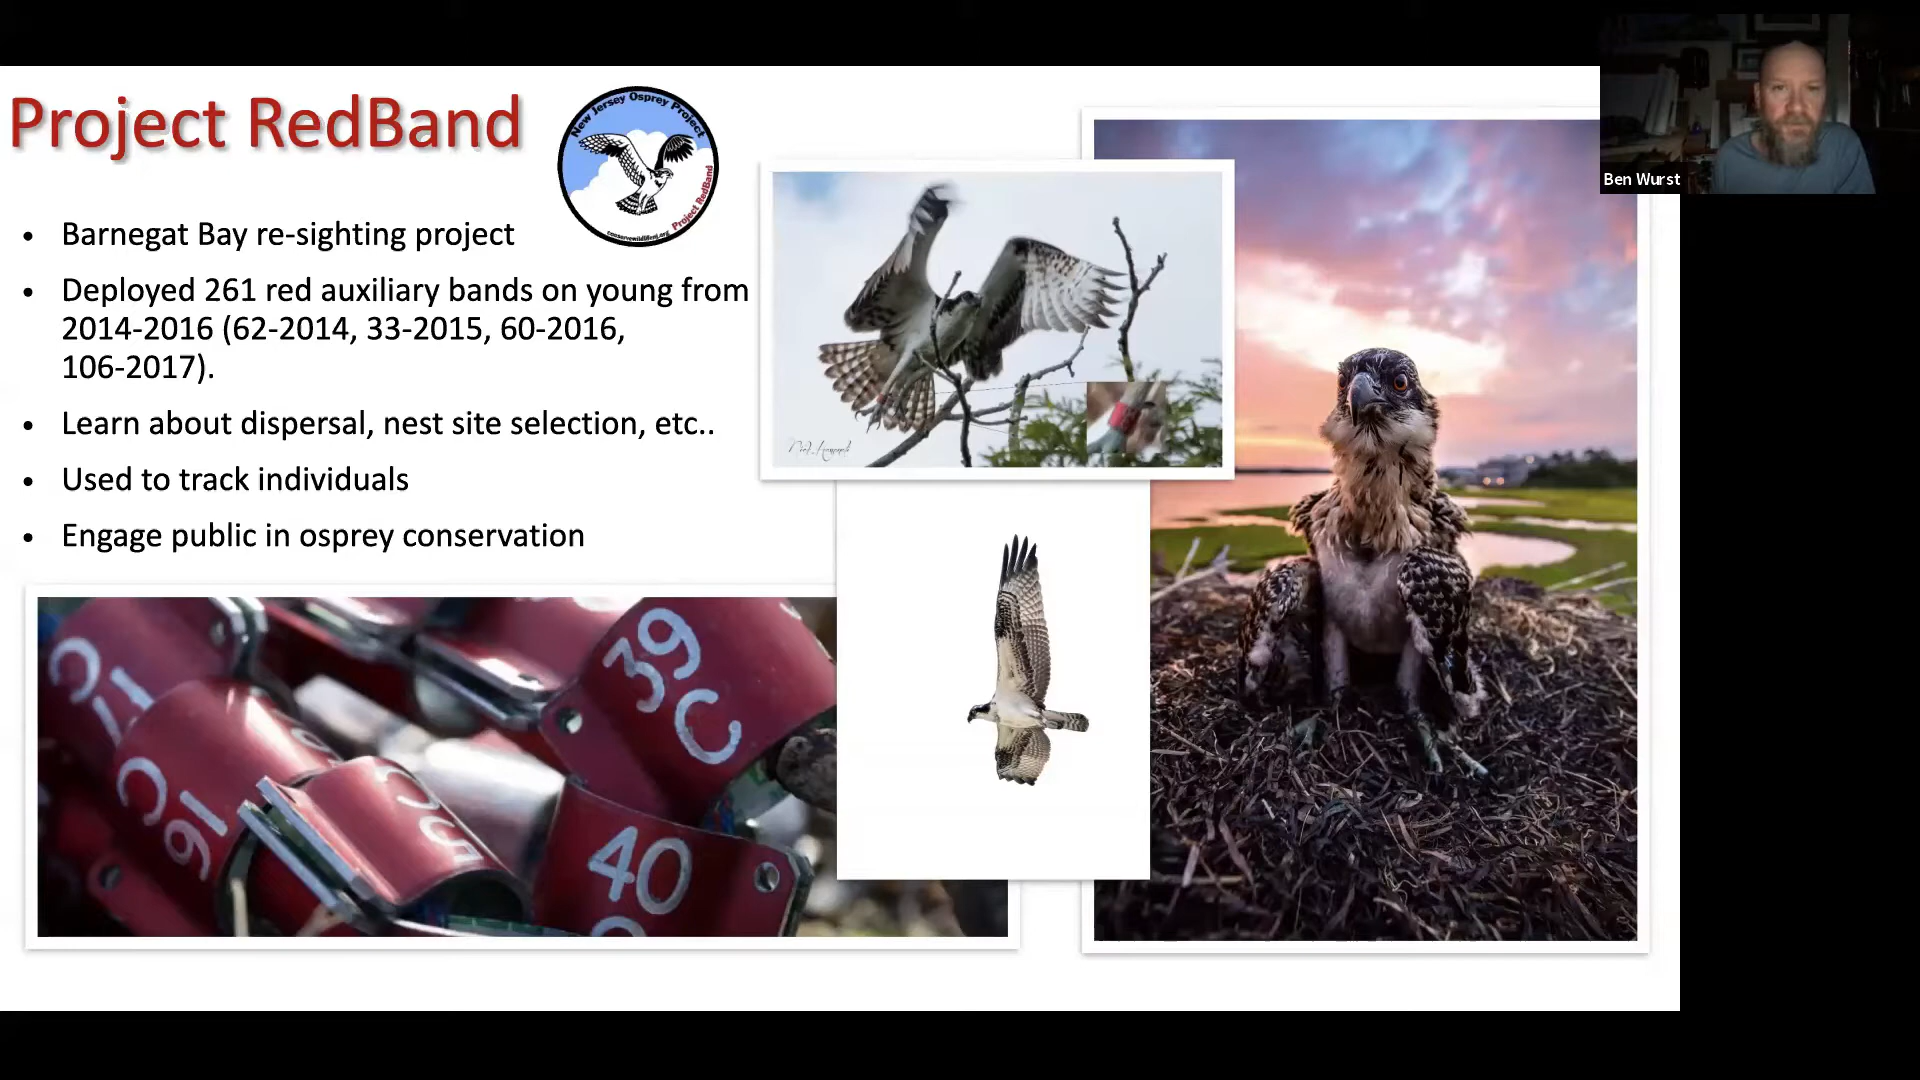 Project RedBand
New Jersey Osprey Project
Project RedBand
conservewildlifenj.org
Ben Wurst
• Barnegat Bay re-sighting project
• Deployed 261 red auxiliary bands on young from
2014-2016 (62-2014, 33-2015, 60-2016,
106-2017).
• Learn about dispersal, nest site selection, etc..
• Used to track individuals
• Engage public in osprey conservation
39
C
C
16
C
40